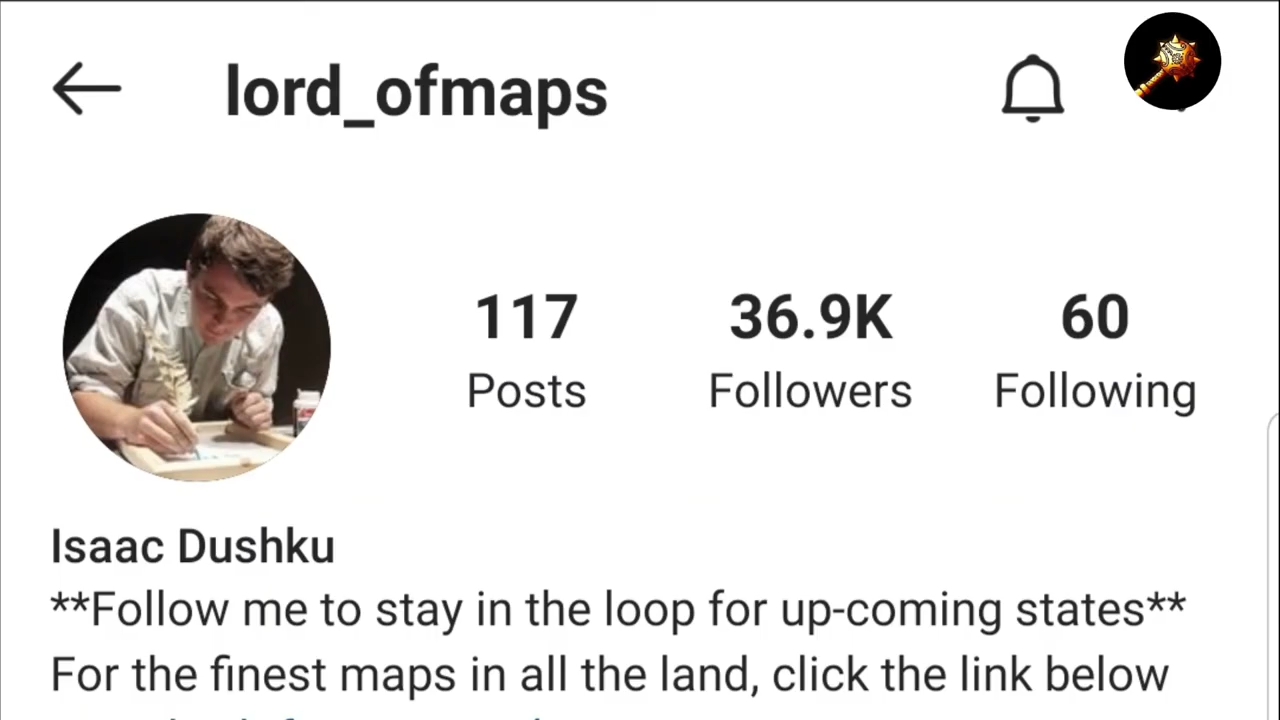 lord_ofmaps
117 36.9K 60
Posts Followers Following
Isaac Dushku
**Follow me to stay in the loop for up-coming states**
For the finest maps in all the land, click the link below